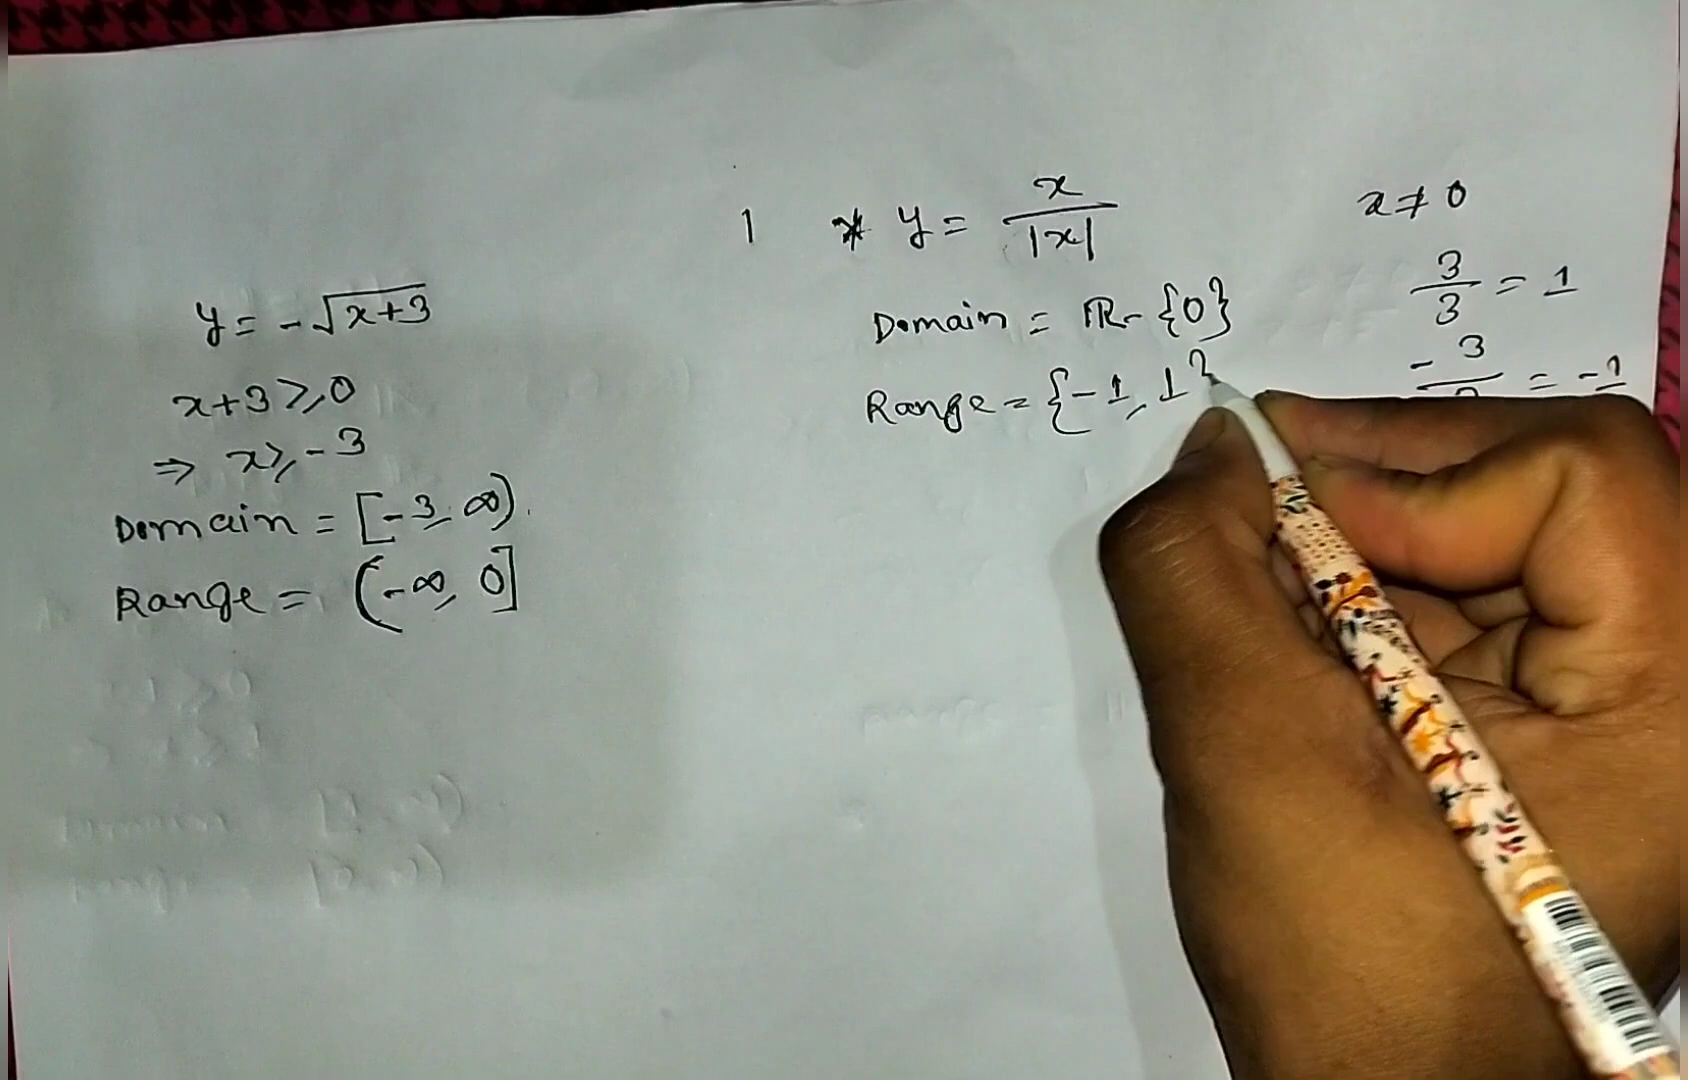 y = -√(x+3)
x+3 ≥ 0
⇒ x ≥ -3
Domain = [-3, ∞).
Range = (-∞, 0]
1 * y = x/|x|
Domain = ℝ - {0}
Range = {-1, 1}
x ≠ 0
3/3 = 1
-3/3 = -1